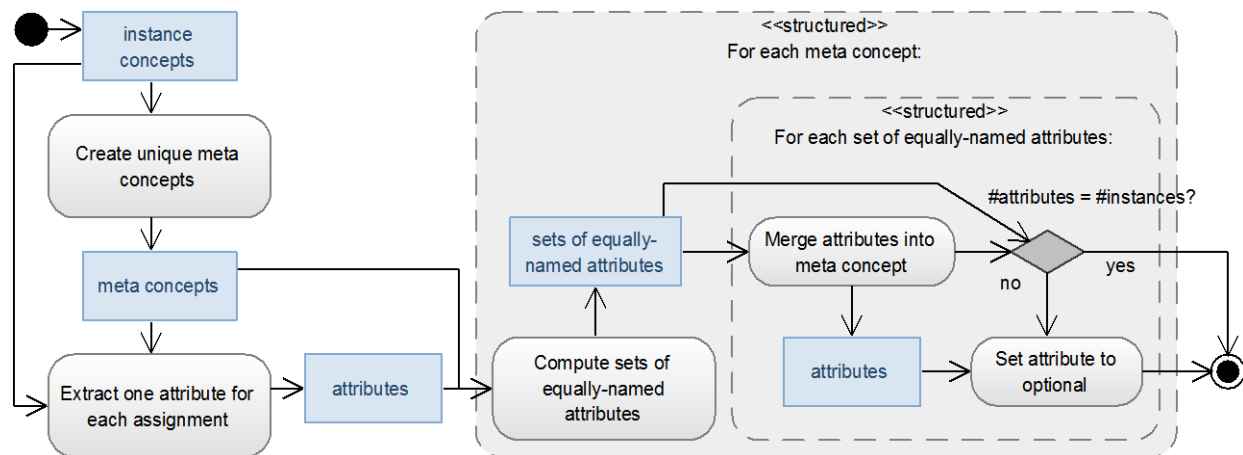 instance
concepts
Create unique meta
concepts
meta concepts
Extract one attribute for
each assignment
attributes
<<structured>>
For each meta concept:
<<structured>>
For each set of equally-named attributes:
#attributes = #instances?
sets of equally-
named attributes
Merge attributes into
meta concept
no
yes
Compute sets of
equally-named
attributes
attributes
Set attribute to
optional